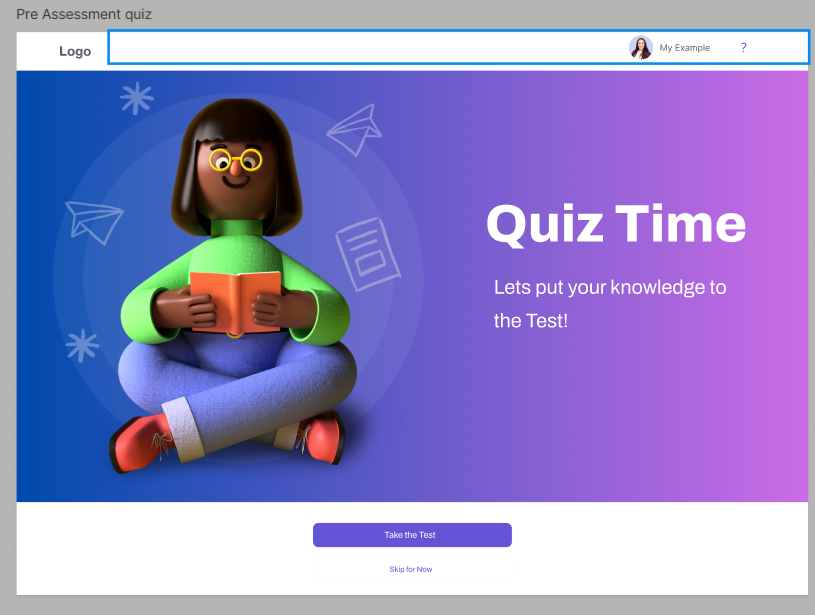 Pre Assessment quiz
Logo
My Example
?
Quiz Time
Lets put your knowledge to
the Test!
Take the Test
Skip for Now